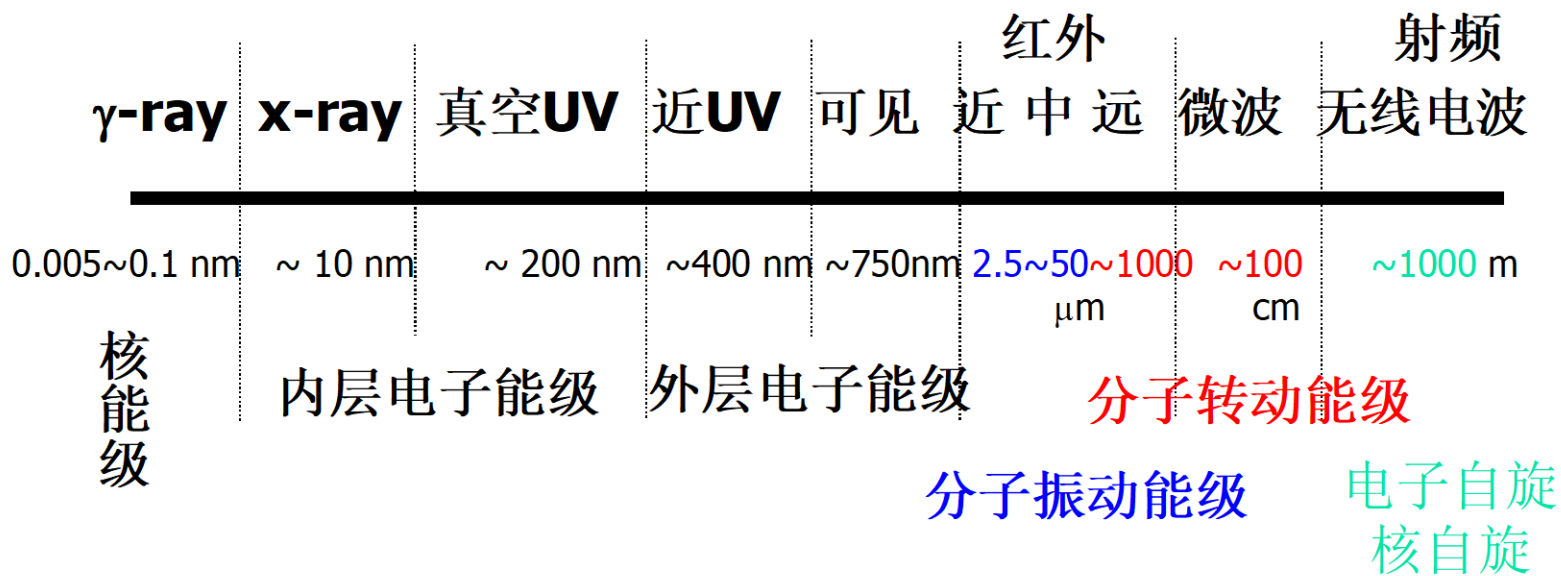 红外 射频
γ-ray x-ray 真空UV 近UV 可见 近 中 远 微波 无线电波
0.005~0.1 nm ~ 10 nm ~ 200 nm ~400 nm ~750nm 2.5~50~1000 ~100 ~1000 m
μm cm
核能级
内层电子能级 外层电子能级 分子转动能级
分子振动能级 电子自旋
核自旋